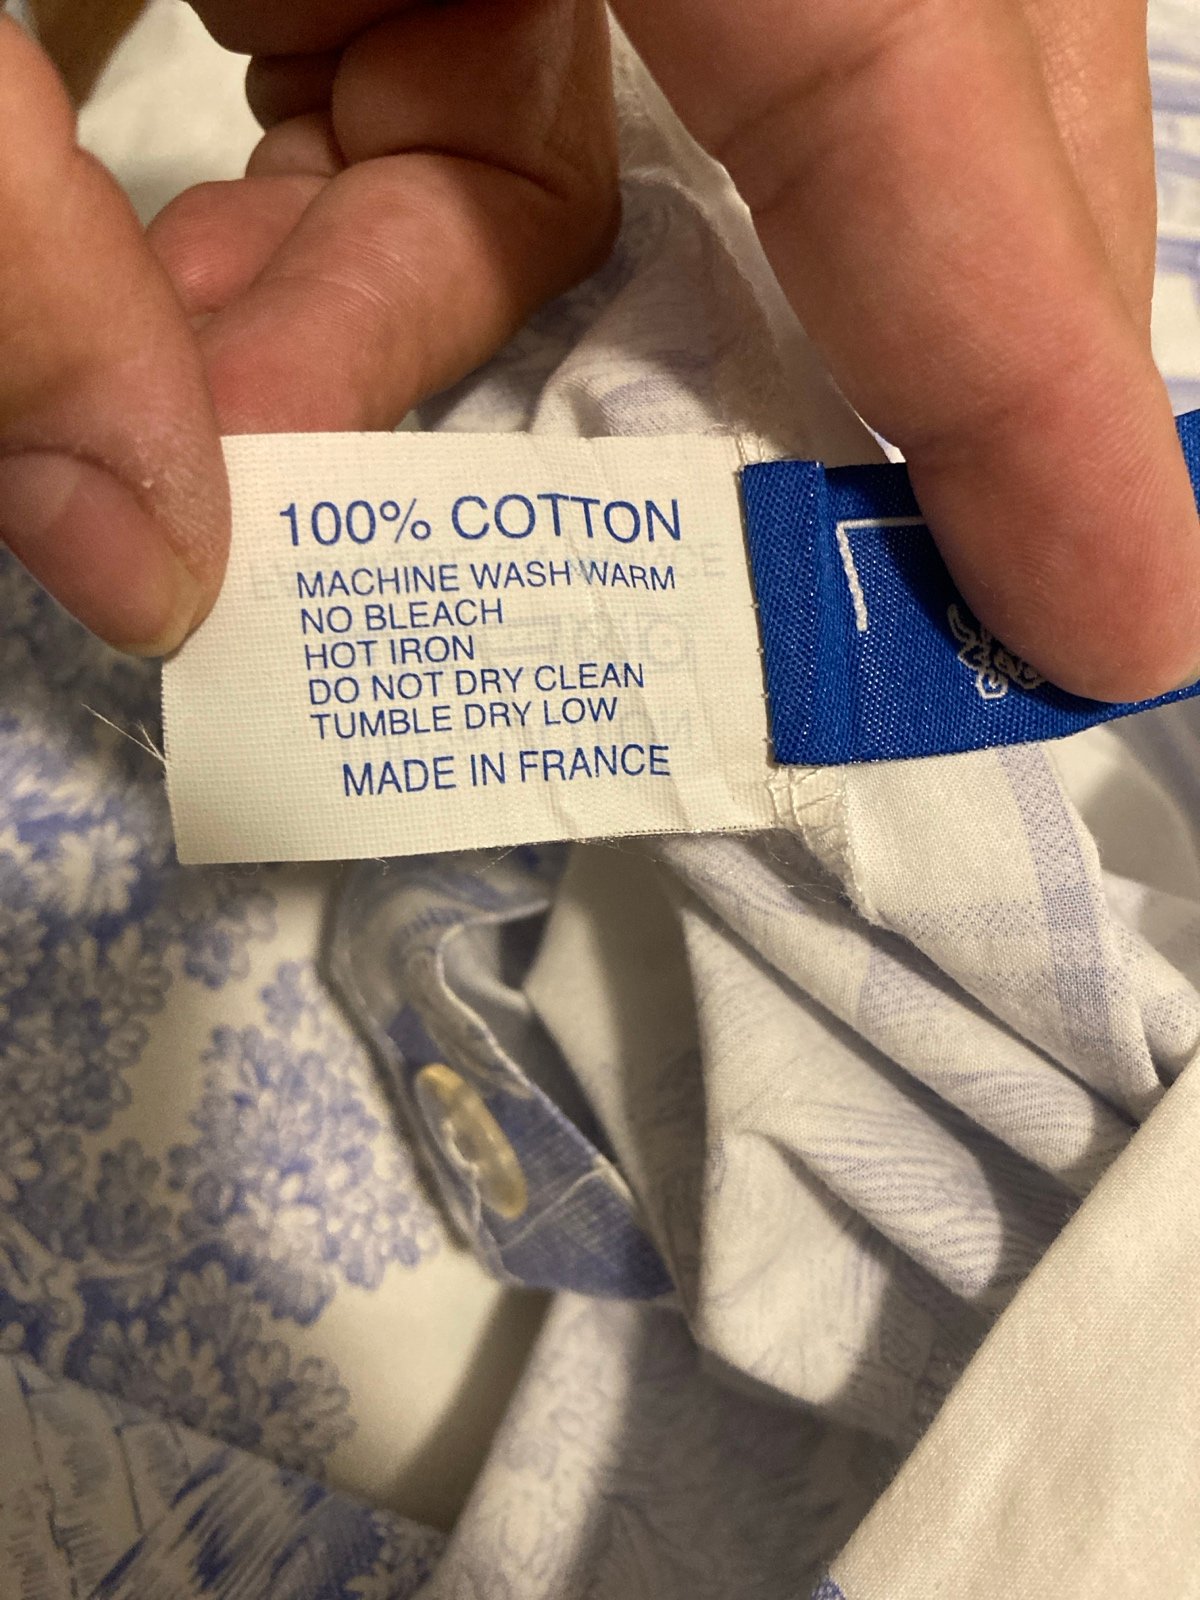 100% COTTON
MACHINE WASH WARM
NO BLEACH
HOT IRON
DO NOT DRY CLEAN
TUMBLE DRY LOW
MADE IN FRANCE